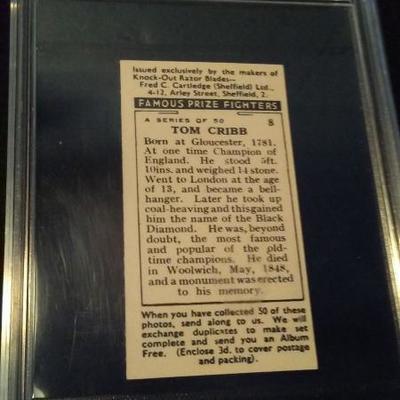 Issued exclusively by the makers of
Knock-Out Razor Blades—
Fred C. Cartledge (Sheffield) Ltd.,
4-12, Arley Street, Sheffield, 2.
FAMOUS PRIZE FIGHTERS
A SERIES OF 50 8
TOM CRIBB
Born at Gloucester, 1781.
At one time Champion of
England. He stood 5ft.
10ins. and weighed 14 stone.
Went to London at the age
of 13, and became a bell-
hanger. Later he took up
coal-heaving and this gained
him the name of the Black
Diamond. He was, beyond
doubt, the most famous
and popular of the old-
time champions. He died
in Woolwich, May, 1848,
and a monument was erected
to his memory.
When you have collected 50 of these
photos, send along to us. We will
exchange duplicates to make set
complete and send you an Album
Free. (Enclose 3d. to cover postage
and packing).